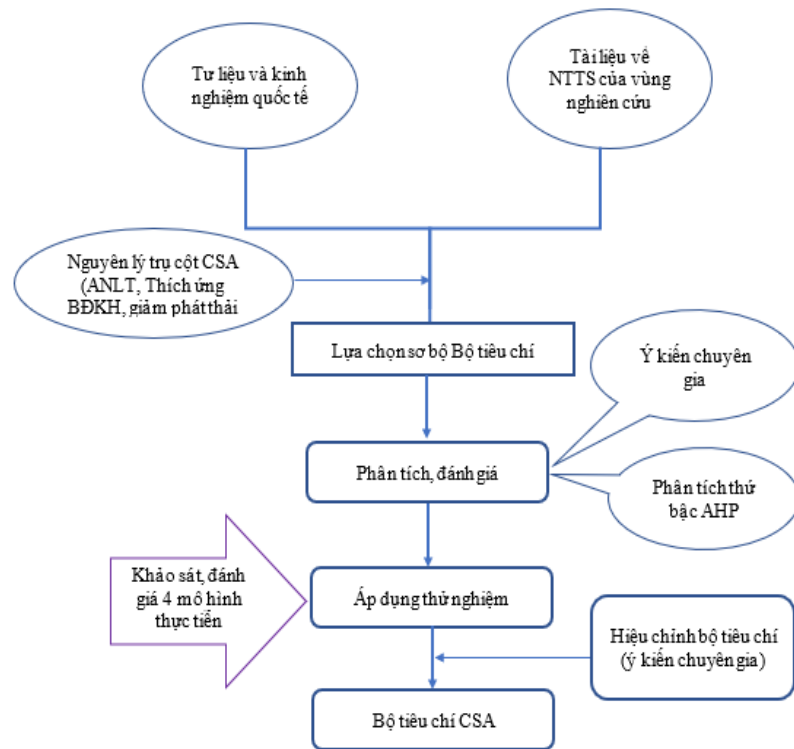 Tư liệu và kinh
nghiệm quốc tế
Tài liệu về
NTTS của vùng
nghiên cứu
Nguyên lý trụ cột CSA
(ANLT, Thích ứng
BĐKH, giảm phát thải
Lựa chọn sơ bộ Bộ tiêu chí
Ý kiến chuyên
gia
Phân tích, đánh giá
Phân tích thứ
bậc AHP
Khảo sát, đánh
giá 4 mô hình
thực tiễn
Áp dụng thử nghiệm
Hiệu chỉnh bộ tiêu chí
(ý kiến chuyên gia)
Bộ tiêu chí CSA